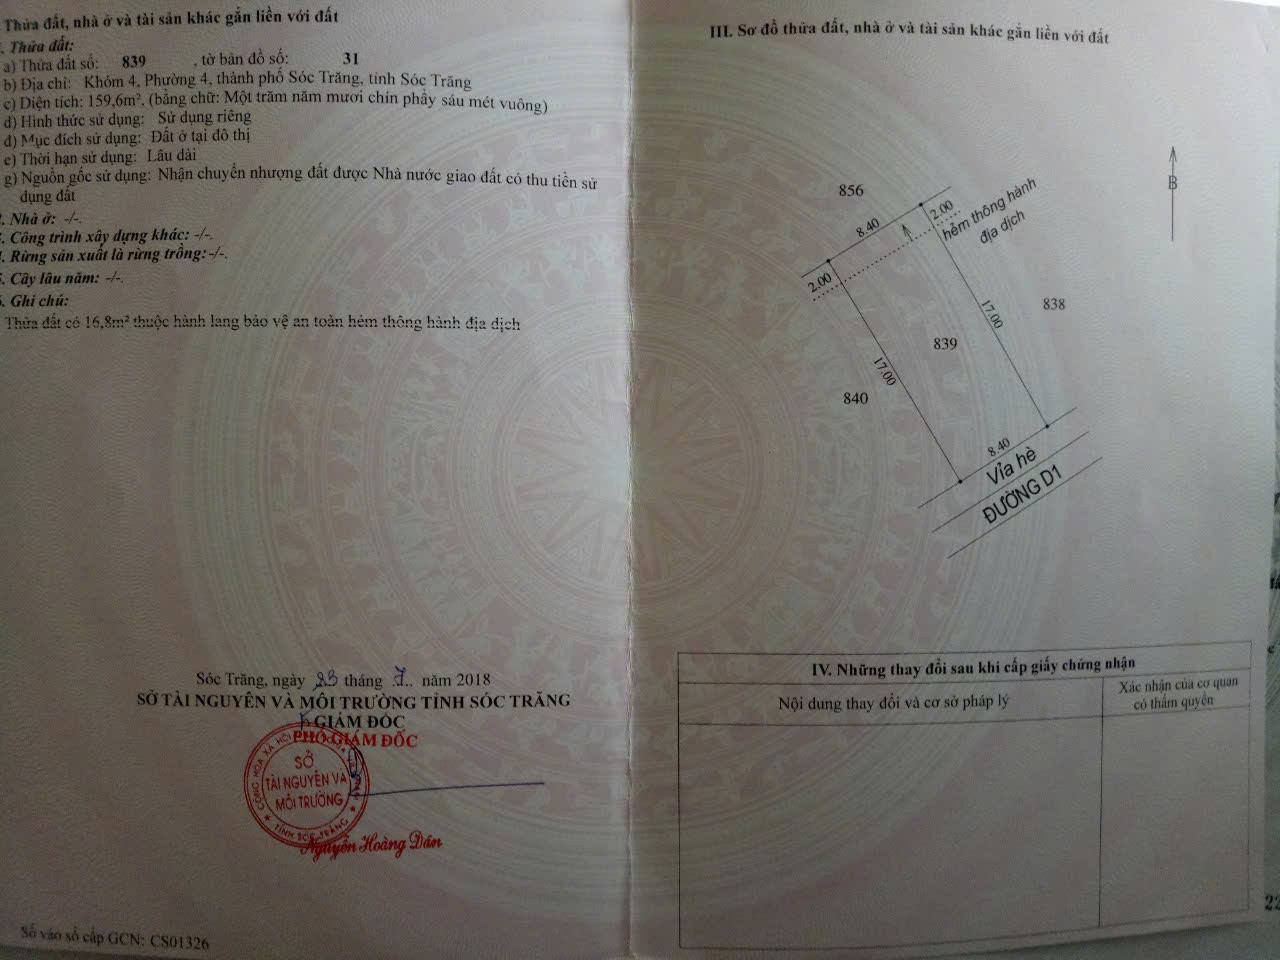 Thửa đất, nhà ở và tài sản khác gắn liền với đất
. Thửa đất:
a) Thửa đất số: 839 , tờ bản đồ số: 31
b) Địa chỉ: Khóm 4, Phường 4, thành phố Sóc Trăng, tỉnh Sóc Trăng
c) Diện tích: 159,6m², (bằng chữ: Một trăm năm mươi chín phẩy sáu mét vuông)
d) Hình thức sử dụng: Sử dụng riêng
đ) Mục đích sử dụng: Đất ở tại đô thị
e) Thời hạn sử dụng: Lâu dài
g) Nguồn gốc sử dụng: Nhận chuyển nhượng đất được Nhà nước giao đất có thu tiền sử
dụng đất
. Nhà ở: -/-.
. Công trình xây dựng khác: -/-.
. Rừng sản xuất là rừng trồng: -/-.
. Cây lâu năm: -/-.
. Ghi chú:
Thửa đất có 16,8m² thuộc hành lang bảo vệ an toàn hẻm thông hành địa dịch
Sóc Trăng, ngày 23 tháng 7.. năm 2018
SỞ TÀI NGUYÊN VÀ MÔI TRƯỜNG TỈNH SÓC TRĂNG
GIÁM ĐỐC
PHÓ GIÁM ĐỐC
SỞ
TÀI NGUYÊN VÀ
MÔI TRƯỜNG
TỈNH SÓC TRĂNG
Nguyễn Hoàng Dán
Số vào sổ cấp GCN: CS01326
III. Sơ đồ thửa đất, nhà ở và tài sản khác gắn liền với đất
B
856
8.40
2.00
hẻm thông hành
địa dịch
2.00
17.00
838
839
17.00
840
8.40
Vỉa hè
ĐƯỜNG D1
IV. Những thay đổi sau khi cấp giấy chứng nhận
Nội dung thay đổi và cơ sở pháp lý
Xác nhận của cơ quan
có thẩm quyền
22